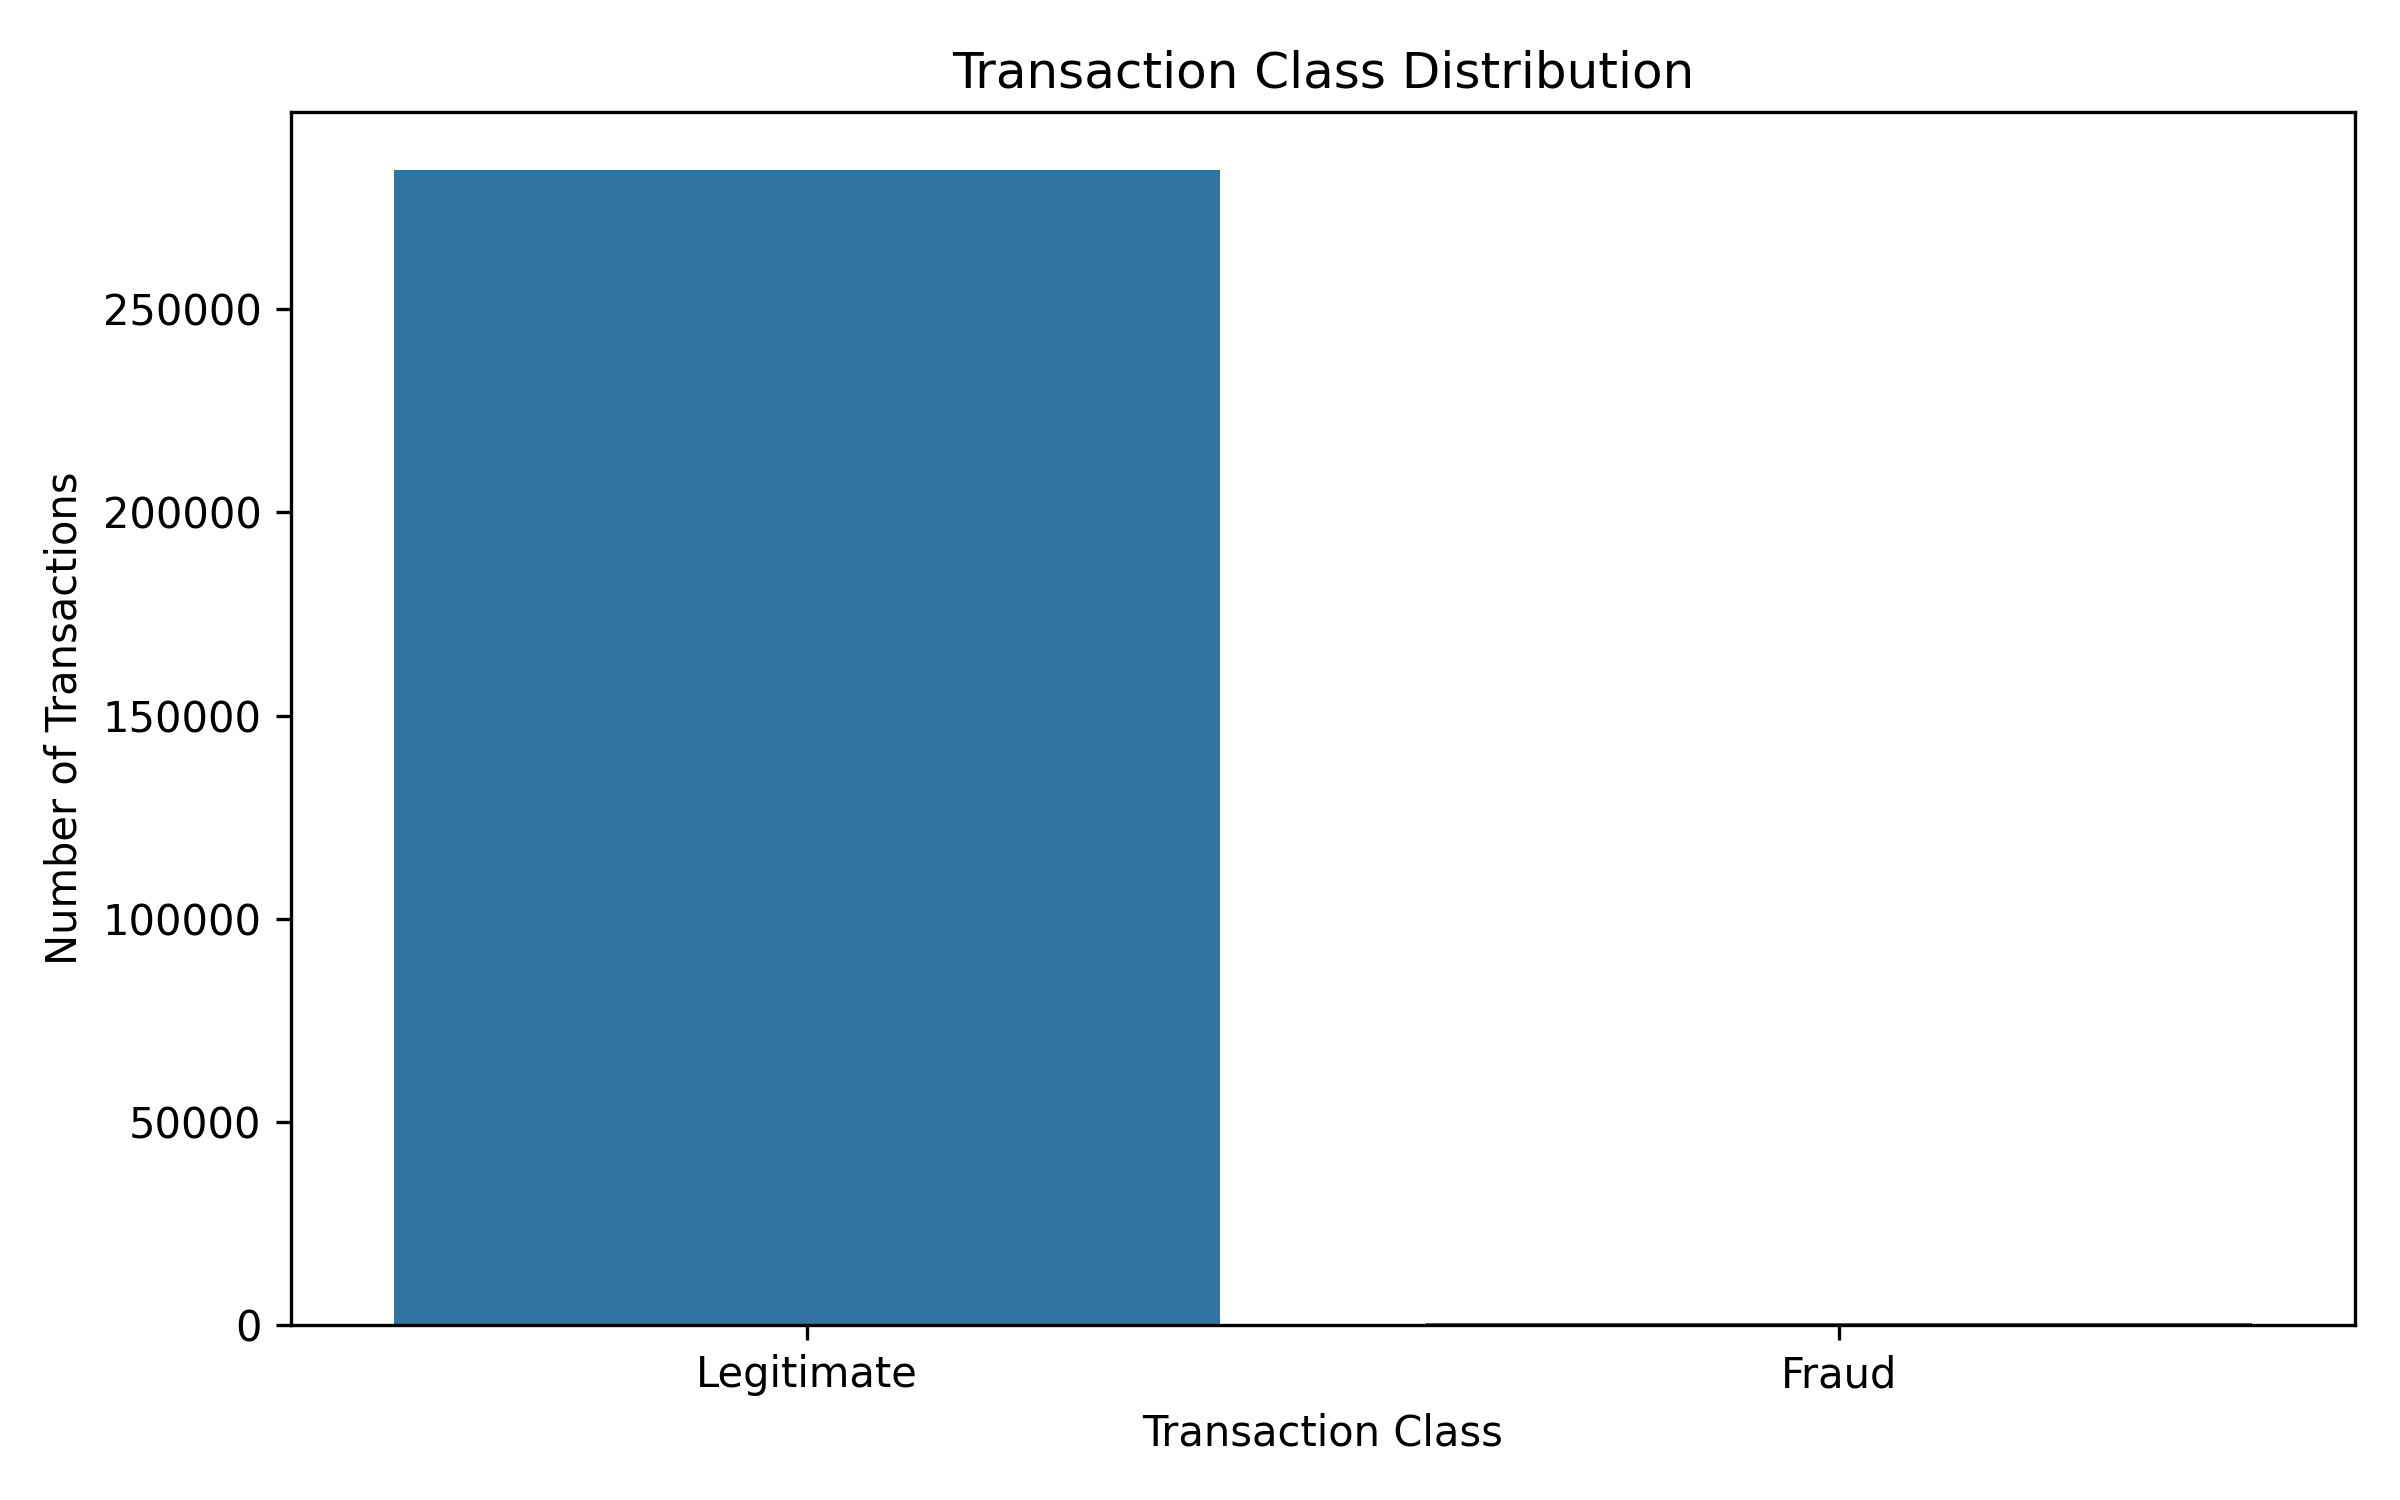 Transaction Class Distribution
Number of Transactions
250000
200000
150000
100000
50000
0
Legitimate
Fraud
Transaction Class